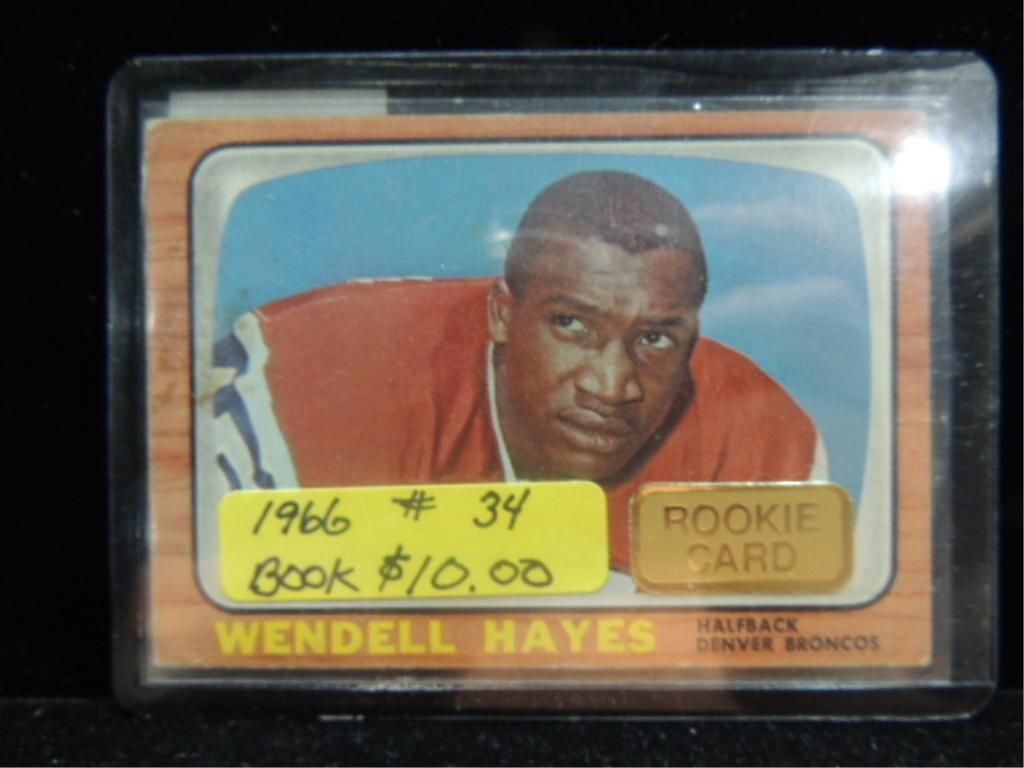 1966 # 34
BOOK $10.00
ROOKIE
CARD
WENDELL HAYES
HALFBACK
DENVER BRONCOS